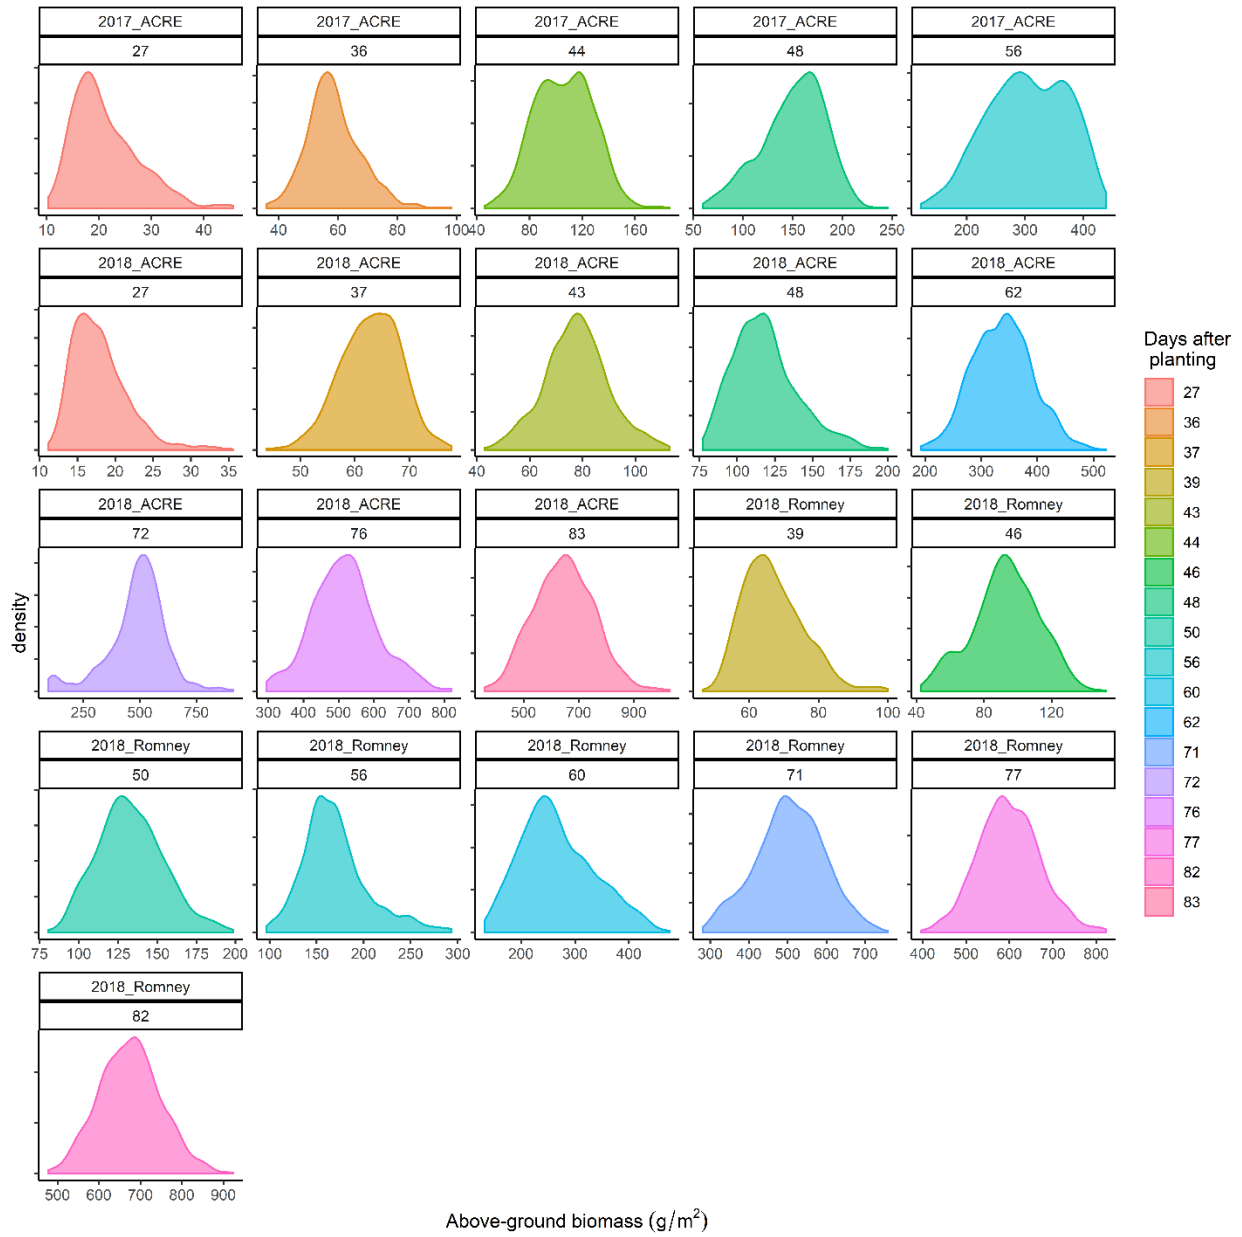 2017_ACRE 2017_ACRE 2017_ACRE 2017_ACRE 2017_ACRE
27 36 44 48 56
10 20 30 40 40 60 80 100 40 80 120 160 50 100 150 200 250 200 300 400
2018_ACRE 2018_ACRE 2018_ACRE 2018_ACRE 2018_ACRE
27 37 43 48 62
10 15 20 25 30 35 50 60 70 40 60 80 100 75 100 125 150 175 200 200 300 400 500
2018_ACRE 2018_ACRE 2018_ACRE 2018_Romney 2018_Romney
72 76 83 39 46
250 500 750 300 400 500 600 700 800 500 700 900 60 80 100 40 80 120
2018_Romney 2018_Romney 2018_Romney 2018_Romney 2018_Romney
50 56 60 71 77
75 100 125 150 175 200 100 150 200 250 300 200 300 400 300 400 500 600 700 400 500 600 700 800
2018_Romney
82
500 600 700 800 900
density
Above-ground biomass (g/m²)
Days after
planting
27
36
37
39
43
44
46
48
50
56
60
62
71
72
76
77
82
83